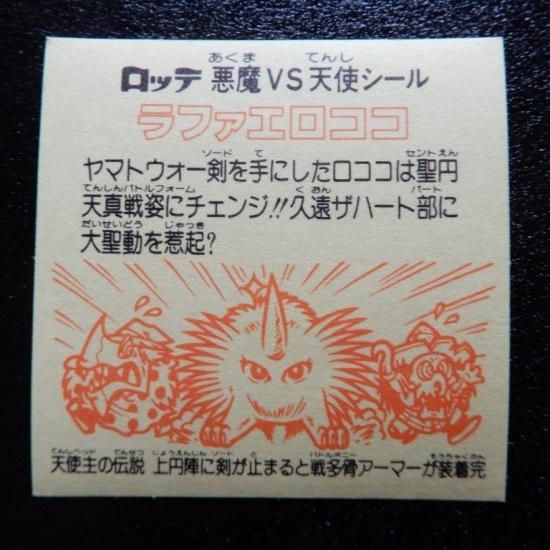 あくま てんし
ロッテ 悪魔VS天使シール
ラファエロココ
ソード て セントえん
ヤマトウォー剣を手にしたロココは聖円
てんしんバトルフォーム くおん パート
天真戦姿にチェンジ!!久遠ザハート部に
だいせいどう じゃっき
大聖動を惹起?
てんしヘッド でんせつ じょうえんじん ソード と バトルボニー そうちゃくかん
天使主の伝説 上円陣に剣が止まると戦多骨アーマーが装着完